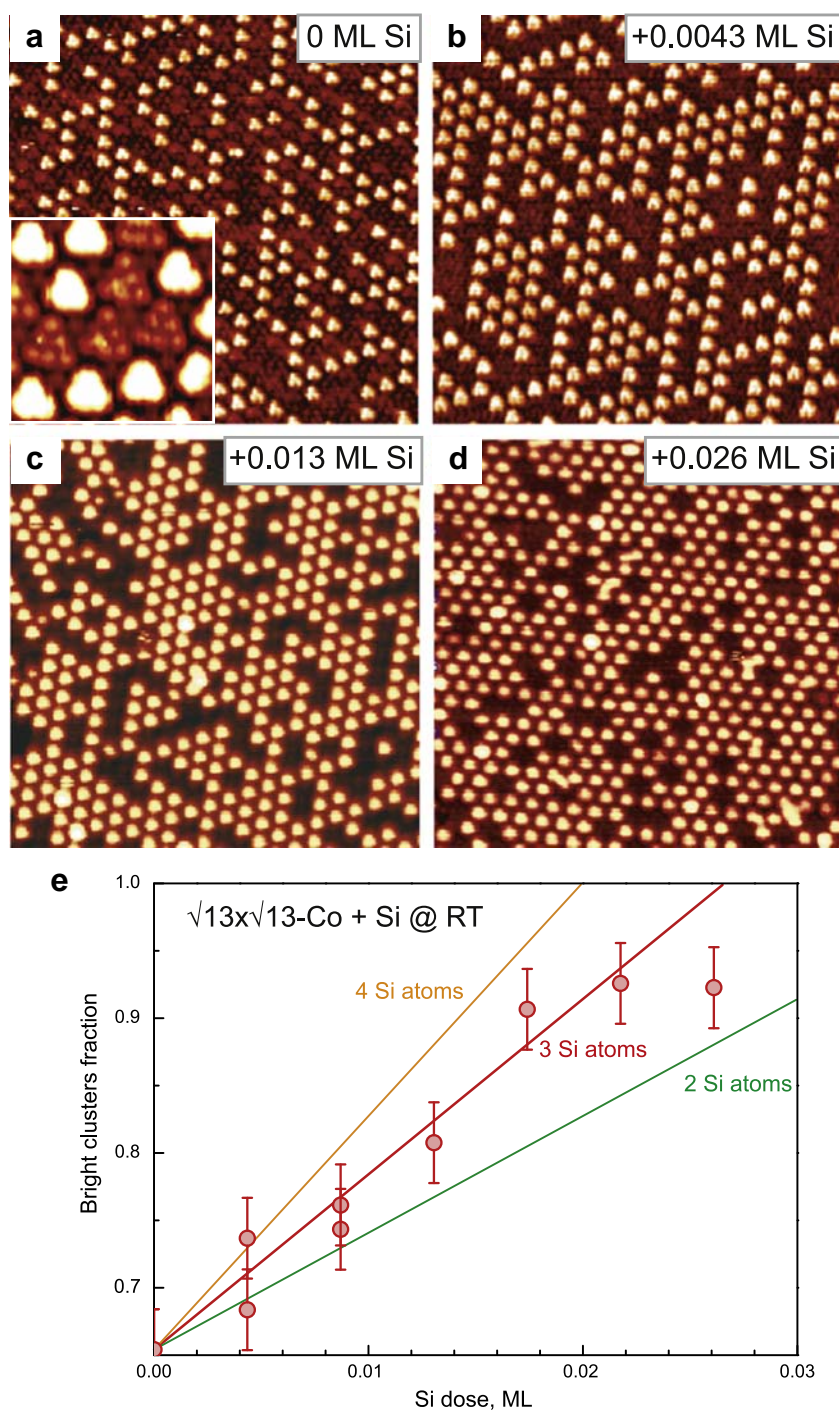 a
0 ML Si
b
+0.0043 ML Si
c
+0.013 ML Si
d
+0.026 ML Si
e
√13x√13-Co + Si @ RT
4 Si atoms
3 Si atoms
2 Si atoms
Bright clusters fraction
1.0
0.9
0.8
0.7
0.00
0.01
0.02
0.03
Si dose, ML